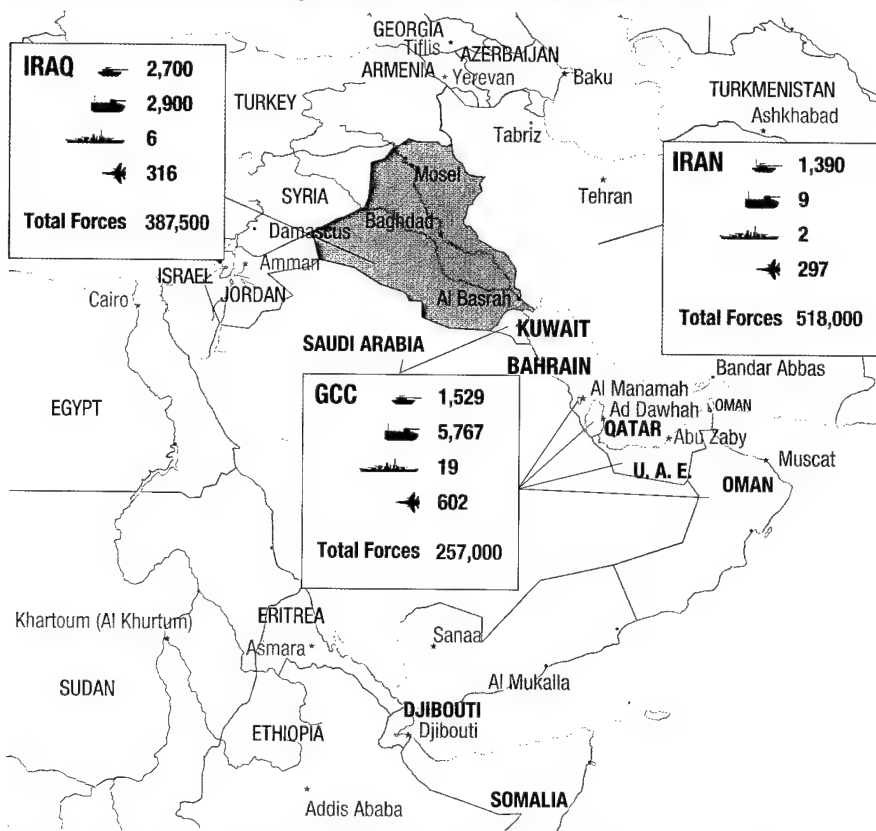 GEORGIA
Tiflis
AZERBAIJAN
ARMENIA
Yerevan
Baku
TURKEY
TURKMENISTAN
Ashkhabad
Tabriz
IRAQ 2,700
2,900
6
316
Total Forces 387,500
IRAN 1,390
9
2
297
Total Forces 518,000
Mosel
SYRIA
Tehran
Baghdad
Damascus
Amman
ISRAEL
JORDAN
Cairo
Al Basrah
KUWAIT
SAUDI ARABIA
BAHRAIN
Bandar Abbas
GCC 1,529
5,767
19
602
Total Forces 257,000
Al Manamah
Ad Dawhah
OMAN
EGYPT
QATAR
Abu Zaby
Muscat
U. A. E.
OMAN
ERITREA
Khartoum (Al Khurtum)
Asmara
Sanaa
SUDAN
Al Mukalla
DJIBOUTI
Djibouti
ETHIOPIA
Addis Ababa
SOMALIA